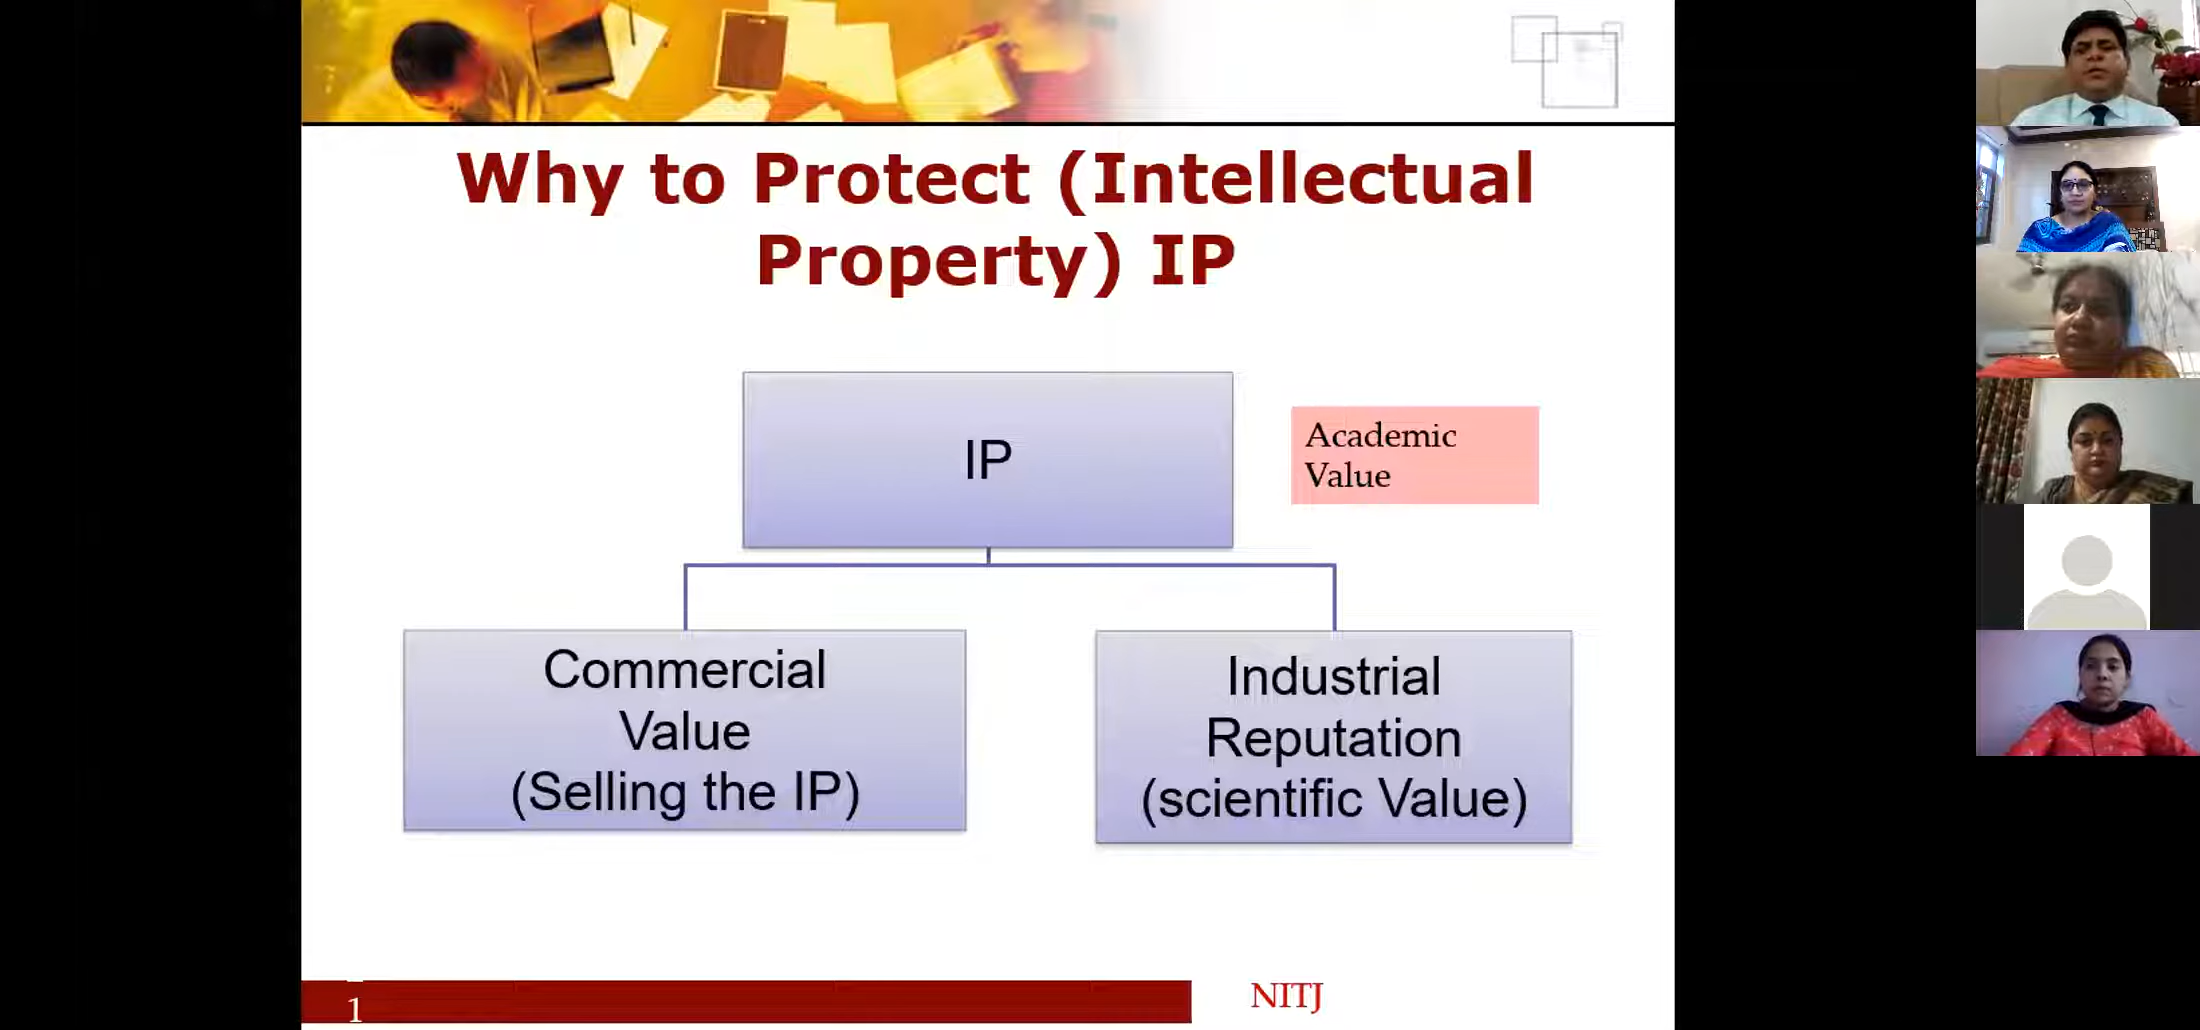 Why to Protect (Intellectual
Property) IP
IP
Academic
Value
Commercial
Value
(Selling the IP)
Industrial
Reputation
(scientific Value)
1
NITJ